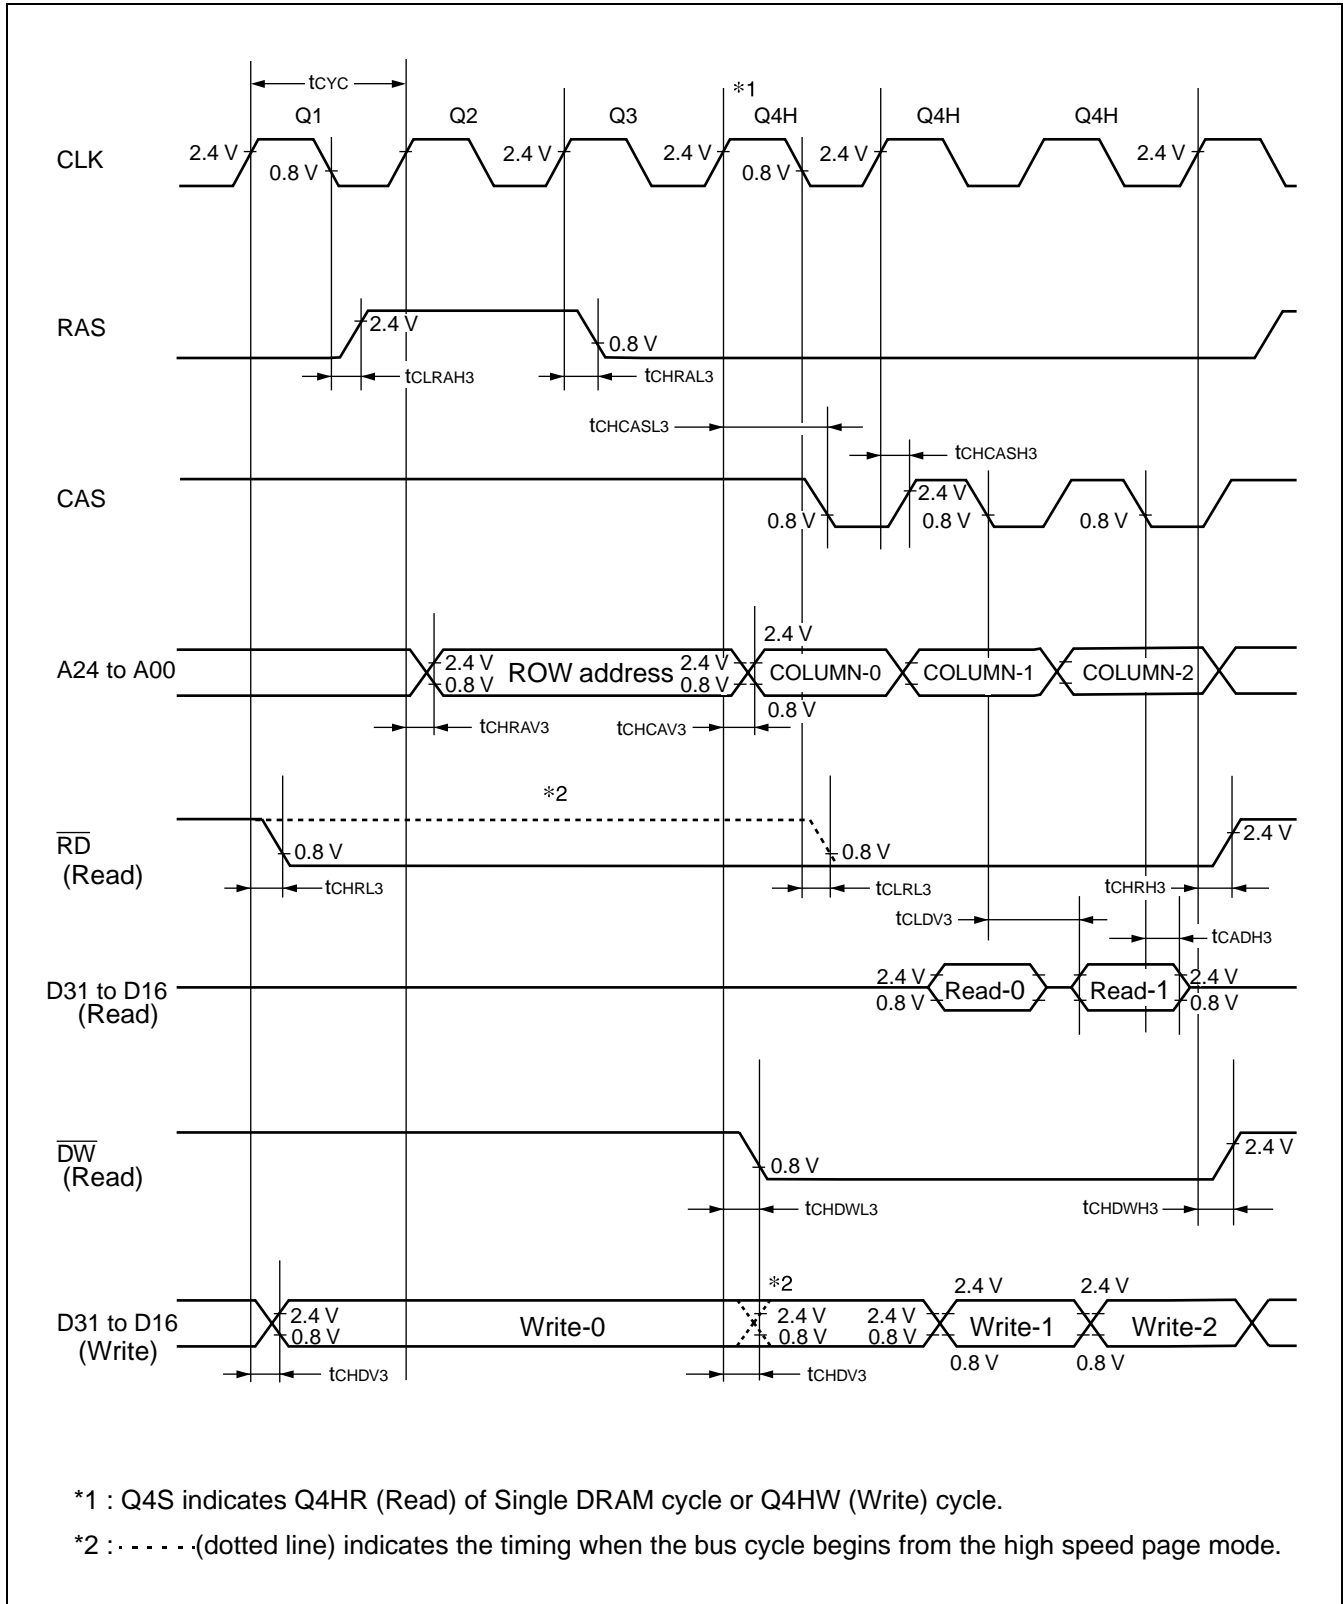 tCYC
*1
Q1 Q2 Q3 Q4H Q4H Q4H
CLK
2.4 V 0.8 V 2.4 V 2.4 V 0.8 V 2.4 V 2.4 V
RAS
2.4 V
0.8 V
tCLRAH3 tCHRAL3
tCHCASL3
tCHCASH3
CAS
0.8 V 2.4 V 0.8 V 0.8 V
A24 to A00
2.4 V
2.4 V ROW address 2.4 V COLUMN-0 COLUMN-1 COLUMN-2
0.8 V 0.8 V
0.8 V
tCHRAV3 tCHCAV3
*2
RD
(Read)
0.8 V 0.8 V 2.4 V
tCHRL3 tCLRL3 tCHRH3
tCLDV3
tCADH3
D31 to D16
(Read)
2.4 V Read-0 Read-1 2.4 V
0.8 V 0.8 V
DW
(Read)
0.8 V 2.4 V
tCHDWL3 tCHDWH3
*2 2.4 V 2.4 V
D31 to D16
(Write)
2.4 V Write-0 2.4 V 2.4 V Write-1 Write-2
0.8 V 0.8 V 0.8 V
0.8 V 0.8 V
tCHDV3 tCHDV3
*1 : Q4S indicates Q4HR (Read) of Single DRAM cycle or Q4HW (Write) cycle.
*2 : (dotted line) indicates the timing when the bus cycle begins from the high speed page mode.